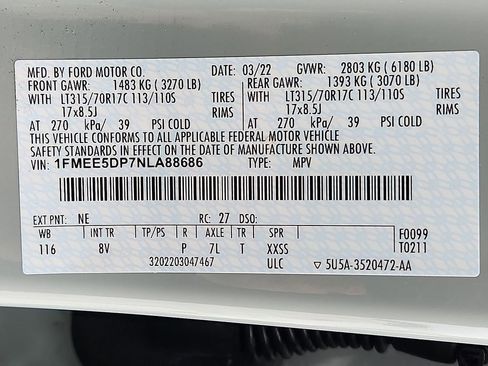 MFD. BY FORD MOTOR CO.
DATE: 03/22 GVWR: 2803 KG ( 6180 LB)
FRONT GAWR: 1483 KG ( 3270 LB) REAR GAWR: 1393 KG ( 3070 LB)
WITH LT315/70R17C 113/110S TIRES WITH LT315/70R17C 113/110S TIRES
17x8.5J RIMS 17x8.5J RIMS
AT 270 kPa/ 39 PSI COLD AT 270 kPa/ 39 PSI COLD
THIS VEHICLE CONFORMS TO ALL APPLICABLE FEDERAL MOTOR VEHICLE
SAFETY STANDARDS IN EFFECT ON THE DATE OF MANUFACTURE SHOWN ABOVE.
VIN: 1FMEE5DP7NLA88686 TYPE: MPV
EXT PNT: NE RC: 27 DSO:
WB INT TR TP/PS R AXLE TR SPR F0099
116 8V P 7L T XXSS T0211
3202203047467 ULC ▽ 5U5A-3520472-AA